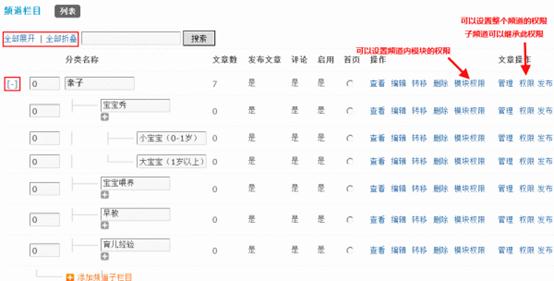 频道栏目 列表
可以设置整个频道的权限
子频道可以继承此权限
全部展开 | 全部折叠 搜索
可以设置频道内模块的权限
分类名称 文章数 发布文章 评论 启用 首页 操作 文章操作
[-] 0 亲子 7 是 是 是 查看 编辑 转移 删除 模块权限 管理 权限 发布
0 宝宝秀 0 是 是 是 查看 编辑 转移 删除 模块权限 管理 权限 发布
0 小宝宝（0-1岁） 0 是 是 是 查看 编辑 转移 删除 模块权限 管理 权限 发布
0 大宝宝（1岁以上） 0 是 是 是 查看 编辑 转移 删除 模块权限 管理 权限 发布
0 宝宝喂养 0 是 是 是 查看 编辑 转移 删除 模块权限 管理 权限 发布
0 早教 0 是 是 是 查看 编辑 转移 删除 模块权限 管理 权限 发布
0 育儿经验 0 是 是 是 查看 编辑 转移 删除 模块权限 管理 权限 发布
添加频道子栏目